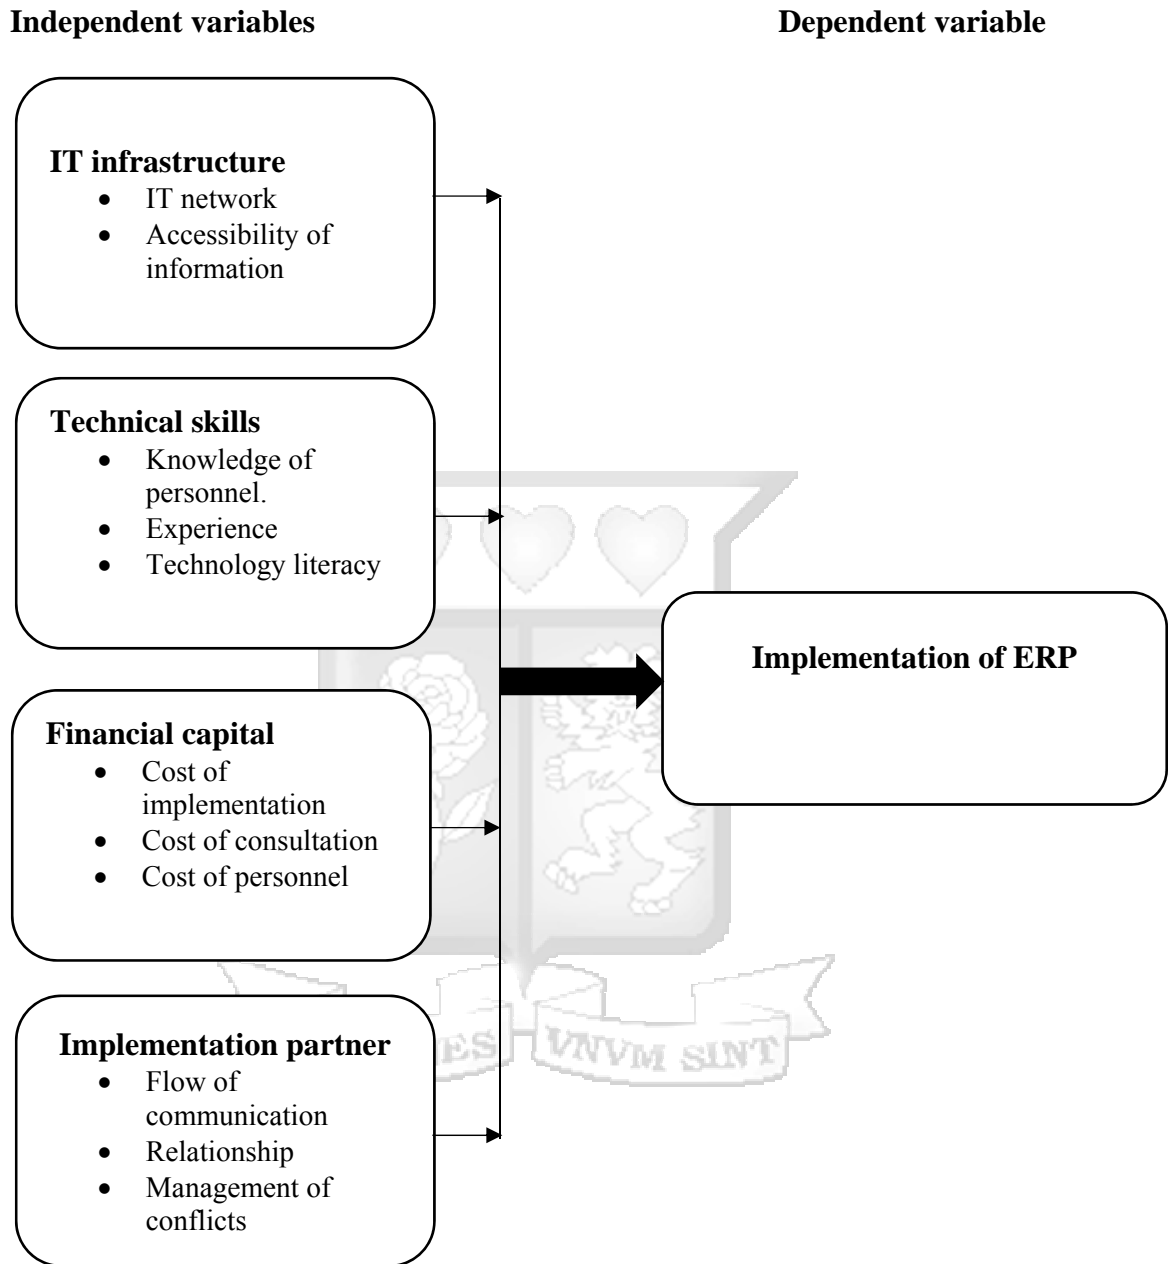 Independent variables
Dependent variable
IT infrastructure
• IT network
• Accessibility of
information
Technical skills
• Knowledge of
personnel.
• Experience
• Technology literacy
Implementation of ERP
Financial capital
• Cost of
implementation
• Cost of consultation
• Cost of personnel
VNVM SINT
Implementation partner
• Flow of
communication
• Relationship
• Management of
conflicts